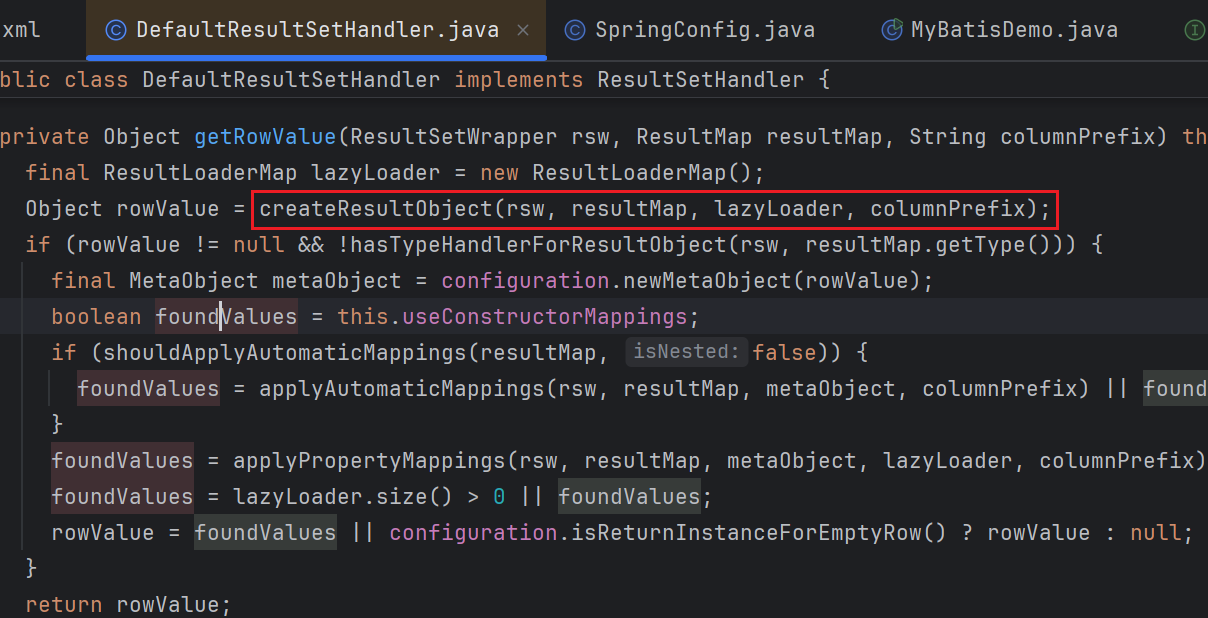 xml DefaultResultSetHandler.java SpringConfig.java MyBatisDemo.java
blic class DefaultResultSetHandler implements ResultSetHandler {
private Object getRowValue(ResultSetWrapper rsw, ResultMap resultMap, String columnPrefix) th
final ResultLoaderMap lazyLoader = new ResultLoaderMap();
Object rowValue = createResultObject(rsw, resultMap, lazyLoader, columnPrefix);
if (rowValue != null && !hasTypeHandlerForResultObject(rsw, resultMap.getType())) {
final MetaObject metaObject = configuration.newMetaObject(rowValue);
boolean foundValues = this.useConstructorMappings;
if (shouldApplyAutomaticMappings(resultMap, isNested: false)) {
foundValues = applyAutomaticMappings(rsw, resultMap, metaObject, columnPrefix) || found
}
foundValues = applyPropertyMappings(rsw, resultMap, metaObject, lazyLoader, columnPrefix)
foundValues = lazyLoader.size() > 0 || foundValues;
rowValue = foundValues || configuration.isReturnInstanceForEmptyRow() ? rowValue : null;
}
return rowValue;